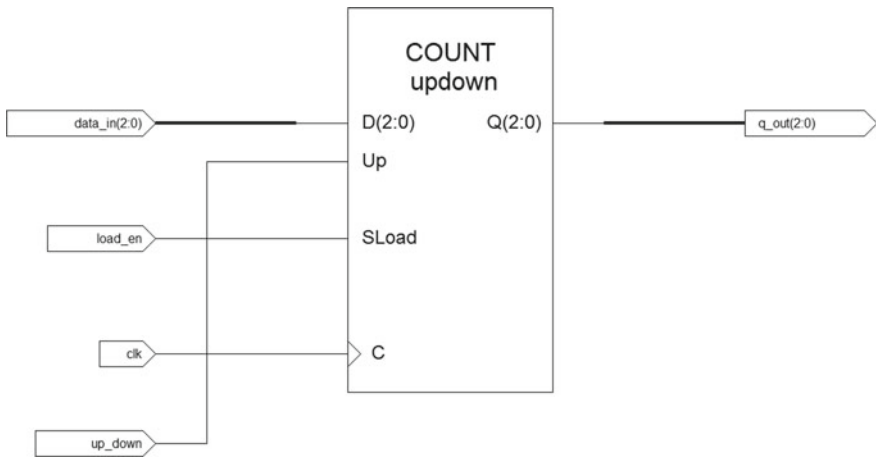 COUNT
updown
data_in(2:0)
D(2:0)
Q(2:0)
q_out(2:0)
Up
load_en
SLoad
clk
C
up_down